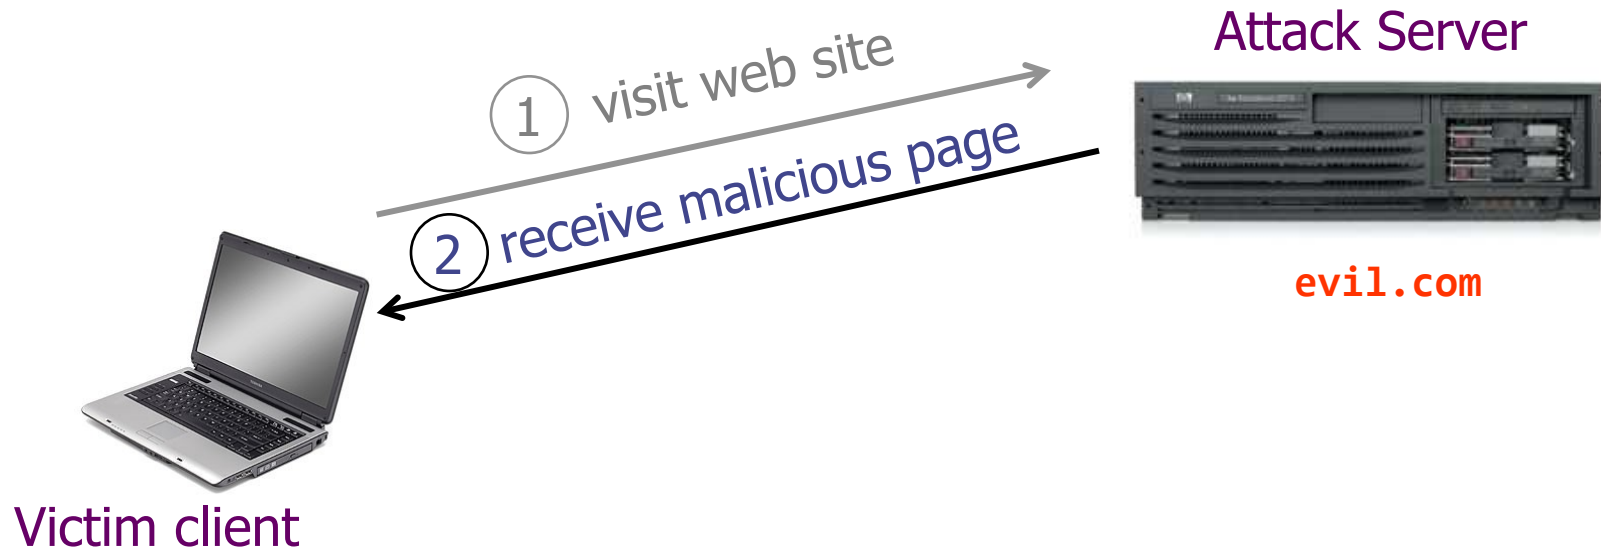 Attack Server
1 visit web site
2 receive malicious page
evil.com
Victim client